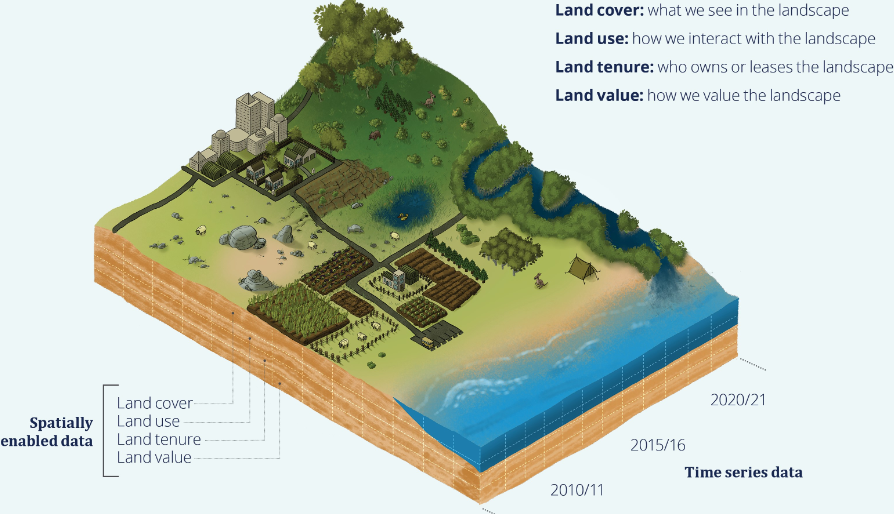 Land cover: what we see in the landscape
Land use: how we interact with the landscape
Land tenure: who owns or leases the landscape
Land value: how we value the landscape
Spatially
enabled data
Land cover
Land use
Land tenure
Land value
2020/21
2015/16
Time series data
2010/11